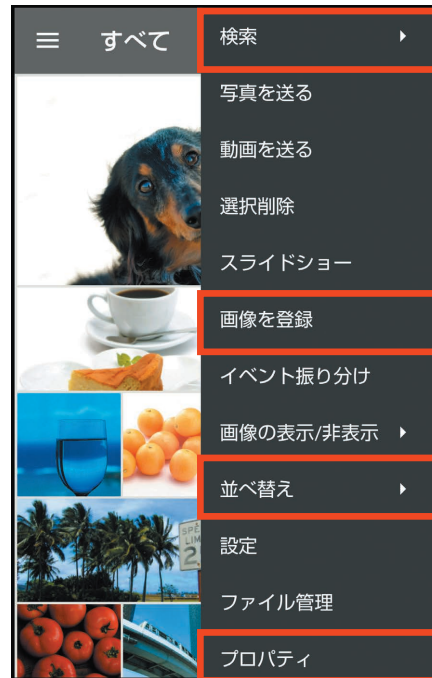 すべて
検索
写真を送る
動画を送る
選択削除
スライドショー
画像を登録
イベント振り分け
画像の表示/非表示
並べ替え
設定
ファイル管理
プロパティ